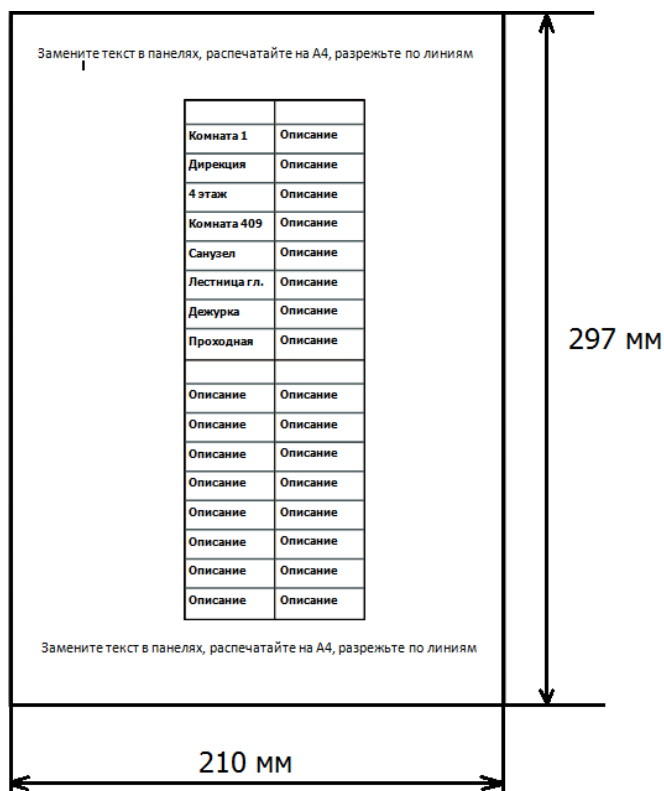 Замените текст в панелях, распечатайте на А4, разрежьте по линиям
Комната 1 Описание
Дирекция Описание
4 этаж Описание
Комната 409 Описание
Санузел Описание
Лестница гл. Описание
Дежурка Описание
Проходная Описание
Описание Описание
Описание Описание
Описание Описание
Описание Описание
Описание Описание
Описание Описание
Описание Описание
Описание Описание
Замените текст в панелях, распечатайте на А4, разрежьте по линиям
297 мм
210 мм